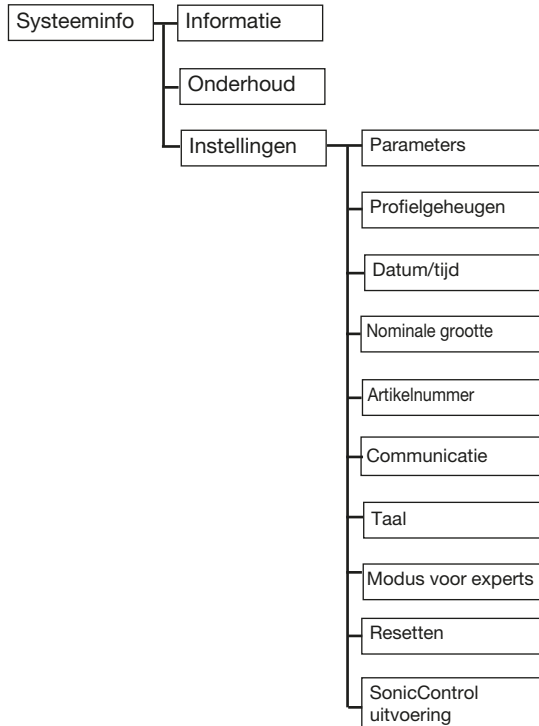 Systeeminfo
Informatie
Onderhoud
Instellingen
Parameters
Profielgeheugen
Datum/tijd
Nominale grootte
Artikelnummer
Communicatie
Taal
Modus voor experts
Resetten
SonicControl
uitvoering